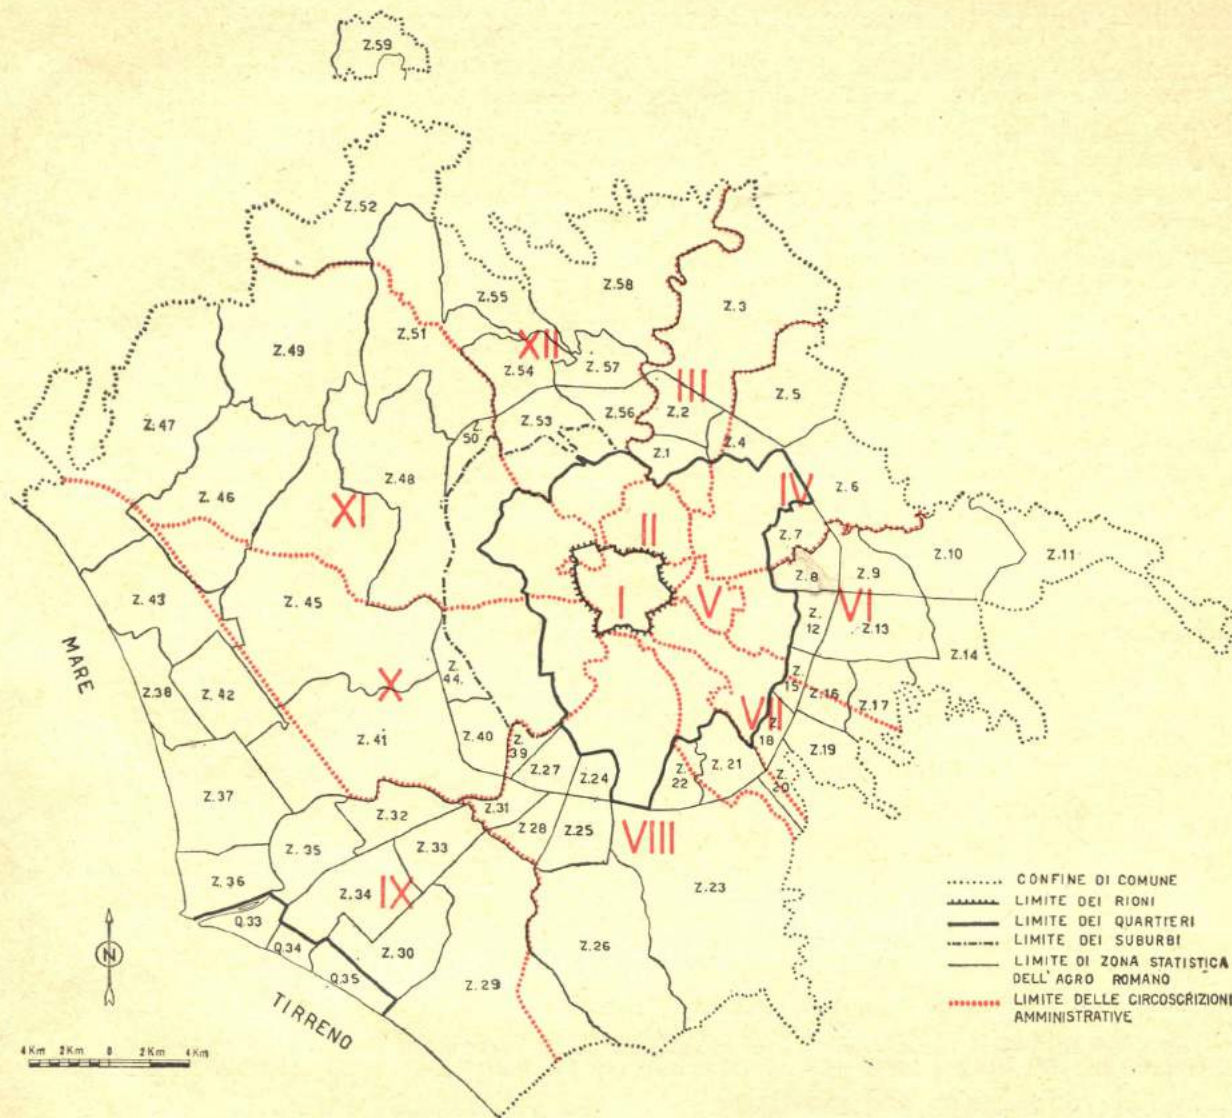 Z.59
Z.52
Z.55
Z.58
Z.3
Z.49
Z.51
XII
Z.54
Z.57
III
Z.5
Z.47
Z.50
Z.53
Z.56
Z.2
Z.4
Z.1
Z.46
Z.48
XI
IV
Z.6
II
Z.7
Z.10
Z.11
Z.8
Z.9
Z.43
Z.45
I
V
VI
Z.12
Z.13
Z.14
MARE
Z.38
Z.42
X
Z.44.
Z.15
Z.16
Z.17
Z.41
Z.40
Z.39
VII
Z.18
Z.19
Z.27
Z.24
Z.22
Z.21
Z.20
Z.37
Z.32
Z.31
Z.28
Z.25
VIII
Z.35
Z.33
Z.36
Z.34
IX
Z.23
Q.33
Q.34
Z.30
Z.26
Q.35
Z.29
TIRRENO
N
4 Km 2 Km 0 2 Km 4 Km
CONFINE DI COMUNE
LIMITE DEI RIONI
LIMITE DEI QUARTIERI
LIMITE DEI SUBURBI
LIMITE DI ZONA STATISTICA
DELL' AGRO ROMANO
LIMITE DELLE CIRCOSCRIZIONI
AMMINISTRATIVE